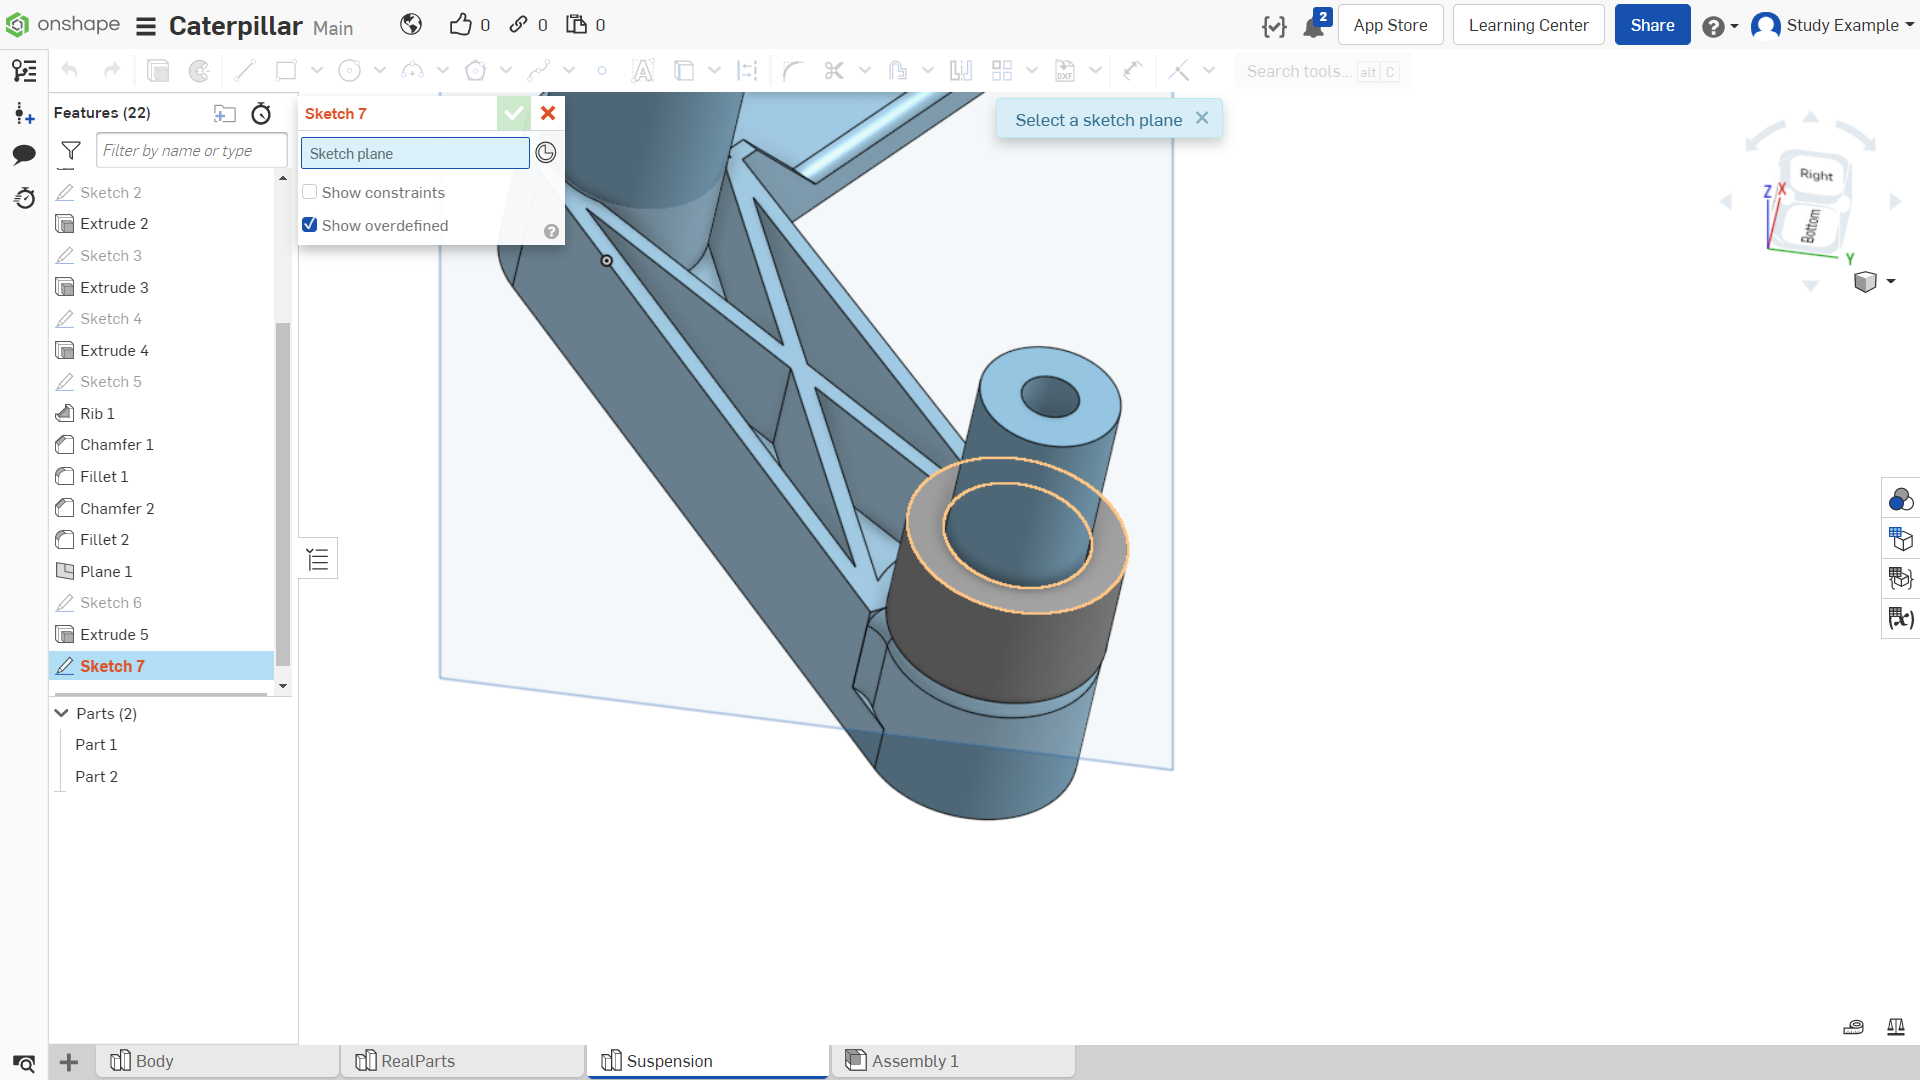 onshape Caterpillar Main 0 0 0 2 App Store Learning Center Share Study Example
Search tools... alt C
Features (22)
Filter by name or type
Sketch 2
Extrude 2
Sketch 3
Extrude 3
Sketch 4
Extrude 4
Sketch 5
Rib 1
Chamfer 1
Fillet 1
Chamfer 2
Fillet 2
Plane 1
Sketch 6
Extrude 5
Sketch 7
Parts (2)
Part 1
Part 2
Sketch 7
Sketch plane
Show constraints
Show overdefined
Select a sketch plane
Right
Bottom
Z
X
Y
Body
RealParts
Suspension
Assembly 1